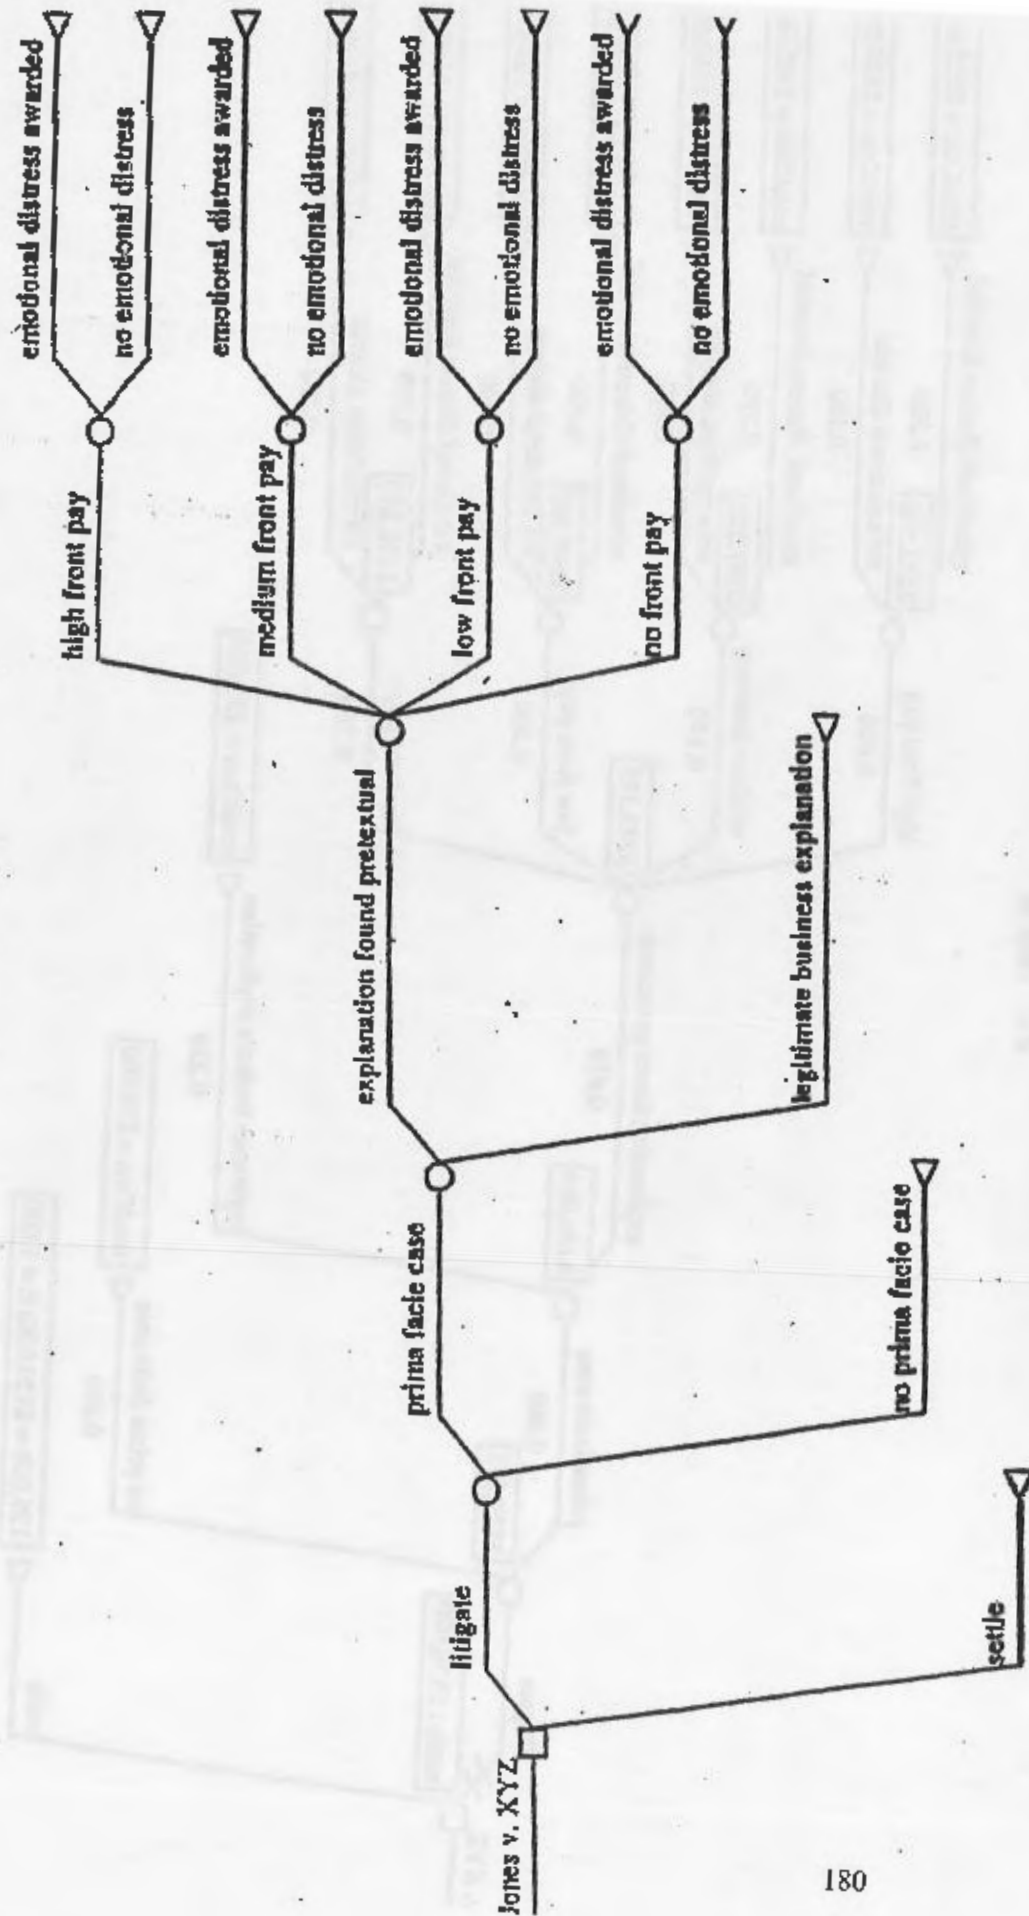 Jones v. XYZ
litigate
settle
prima facie case
no prima facie case
explanation found pretextual
legitimate business explanation
high front pay
medium front pay
low front pay
no front pay
emotional distress awarded
no emotional distress
emotional distress awarded
no emotional distress
emotional distress awarded
no emotional distress
emotional distress awarded
no emotional distress
180